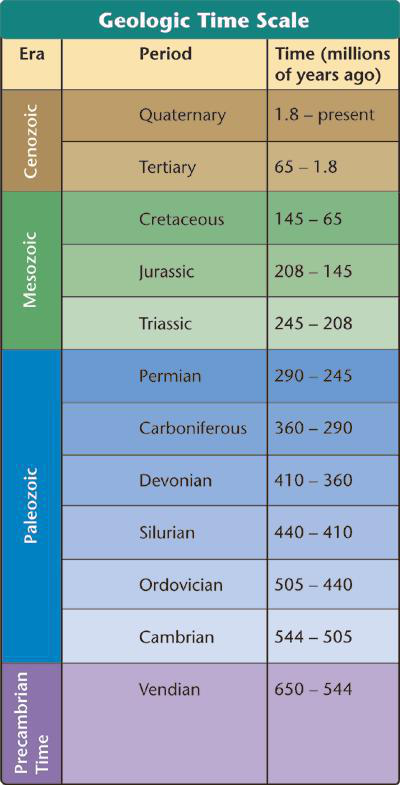 Geologic Time Scale
Era Period Time (millions
of years ago)
Cenozoic
Quaternary 1.8 – present
Tertiary 65 – 1.8
Mesozoic
Cretaceous 145 – 65
Jurassic 208 – 145
Triassic 245 – 208
Paleozoic
Permian 290 – 245
Carboniferous 360 – 290
Devonian 410 – 360
Silurian 440 – 410
Ordovician 505 – 440
Cambrian 544 – 505
Precambrian
Time
Vendian 650 – 544